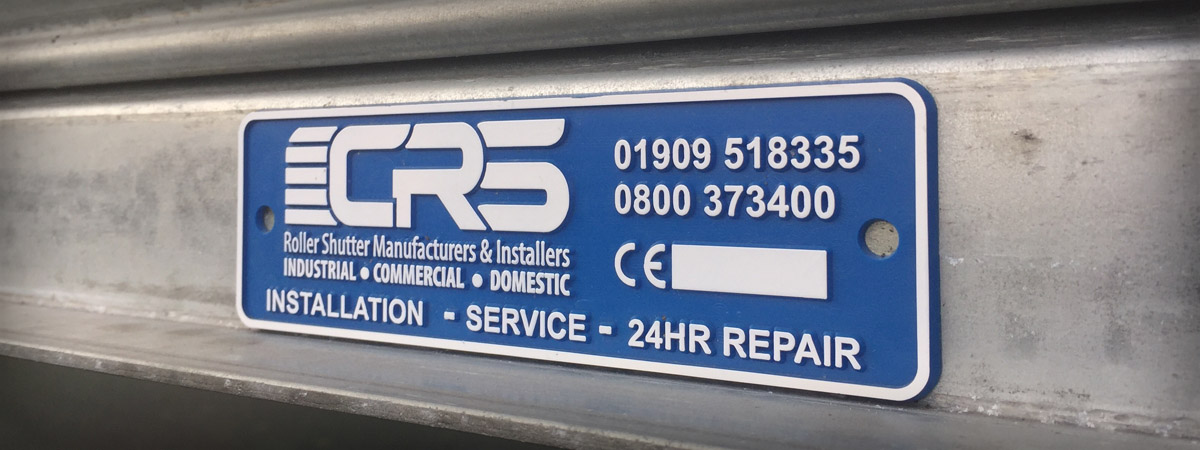 CRS
Roller Shutter Manufacturers & Installers
INDUSTRIAL • COMMERCIAL • DOMESTIC
01909 518335
0800 373400
CE
INSTALLATION - SERVICE - 24HR REPAIR